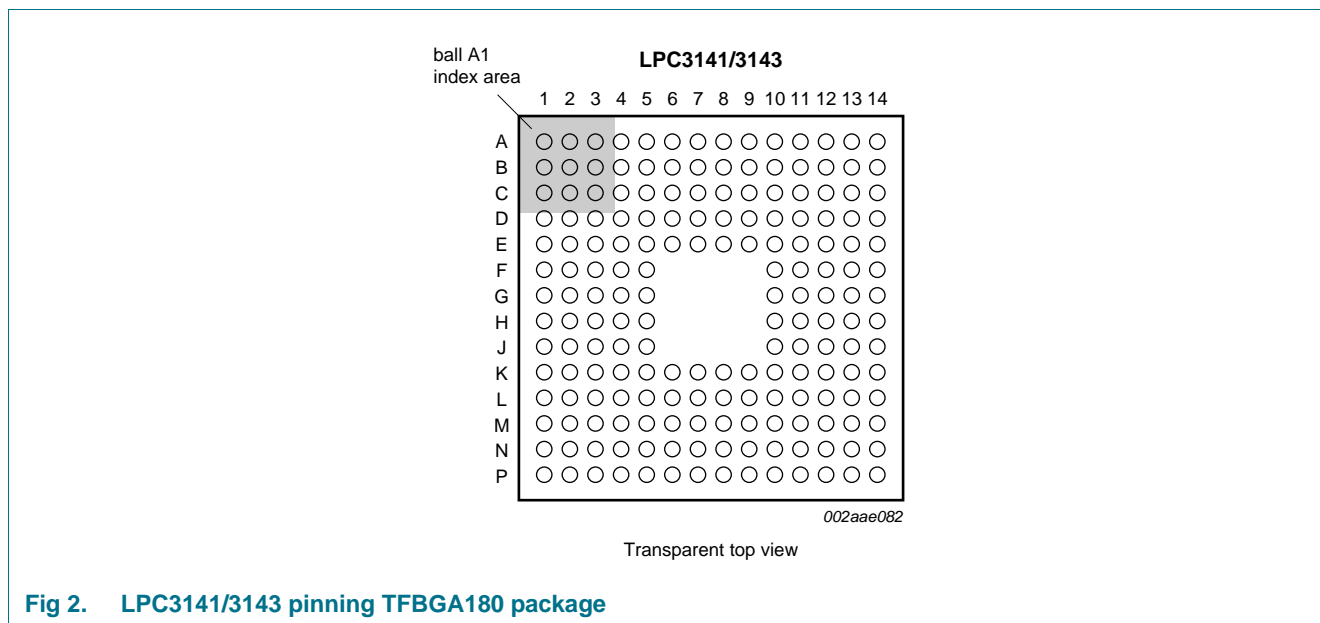 ball A1
index area
LPC3141/3143
1 2 3 4 5 6 7 8 9 10 11 12 13 14
A
B
C
D
E
F
G
H
J
K
L
M
N
P
002aae082
Transparent top view
Fig 2. LPC3141/3143 pinning TFBGA180 package